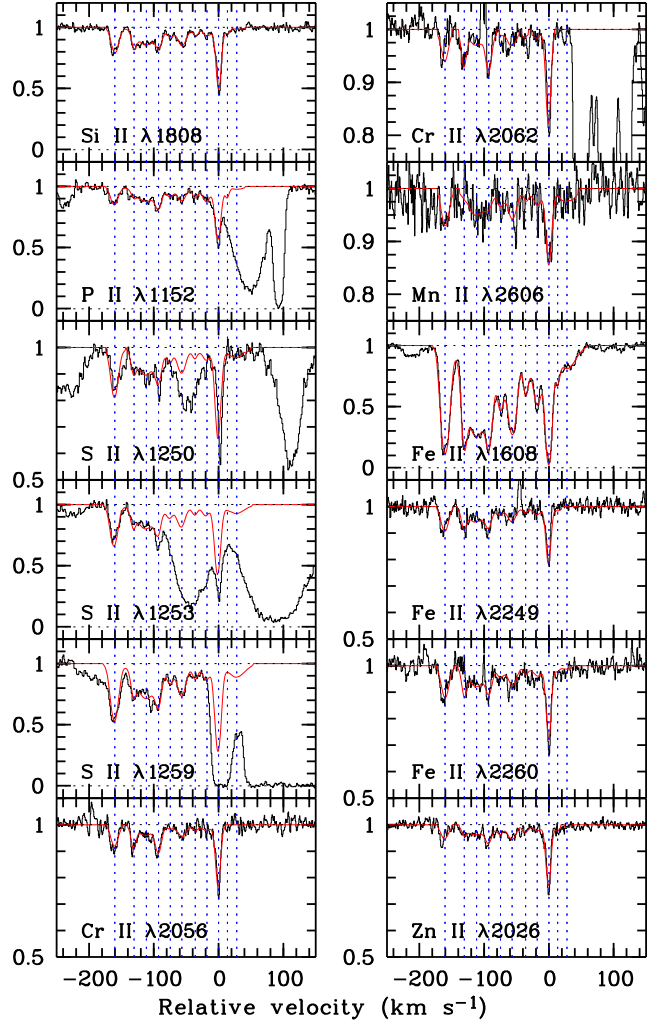 1
0.5
0
Si II λ1808
1
0.5
0
P II λ1152
1
0.5
S II λ1250
1
0.5
0
S II λ1253
1
0.5
0
S II λ1259
1
0.5
Cr II λ2056
-200 -100 0 100
1
0.9
0.8
Cr II λ2062
1
0.9
0.8
Mn II λ2606
1
0.5
0
Fe II λ1608
1
0.5
Fe II λ2249
1
0.5
Fe II λ2260
1
0.5
Zn II λ2026
-200 -100 0 100
Relative velocity (km s⁻¹)